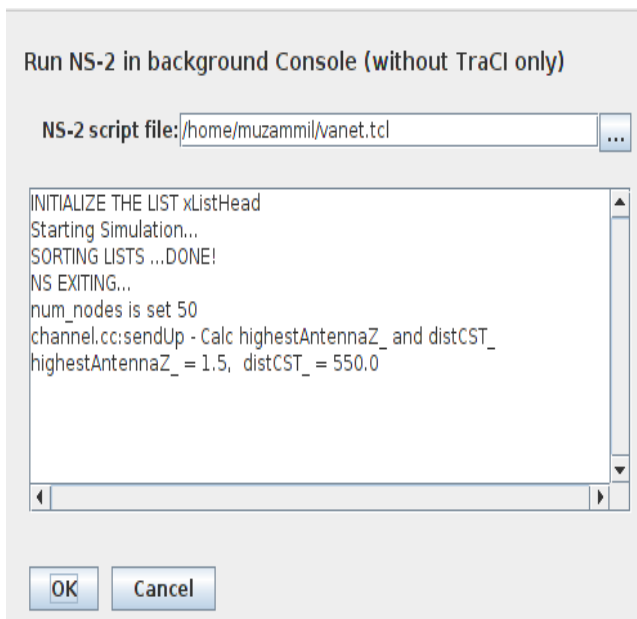 Run NS-2 in background Console (without TraCI only)
NS-2 script file: /home/muzammil/vanet.tcl ...
INITIALIZE THE LIST xListHead
Starting Simulation...
SORTING LISTS ...DONE!
NS EXITING...
num_nodes is set 50
channel.cc:sendUp - Calc highestAntennaZ_ and distCST_
highestAntennaZ_ = 1.5,  distCST_ = 550.0
OK Cancel